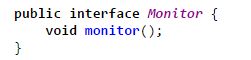 public interface Monitor {
    void monitor();
}